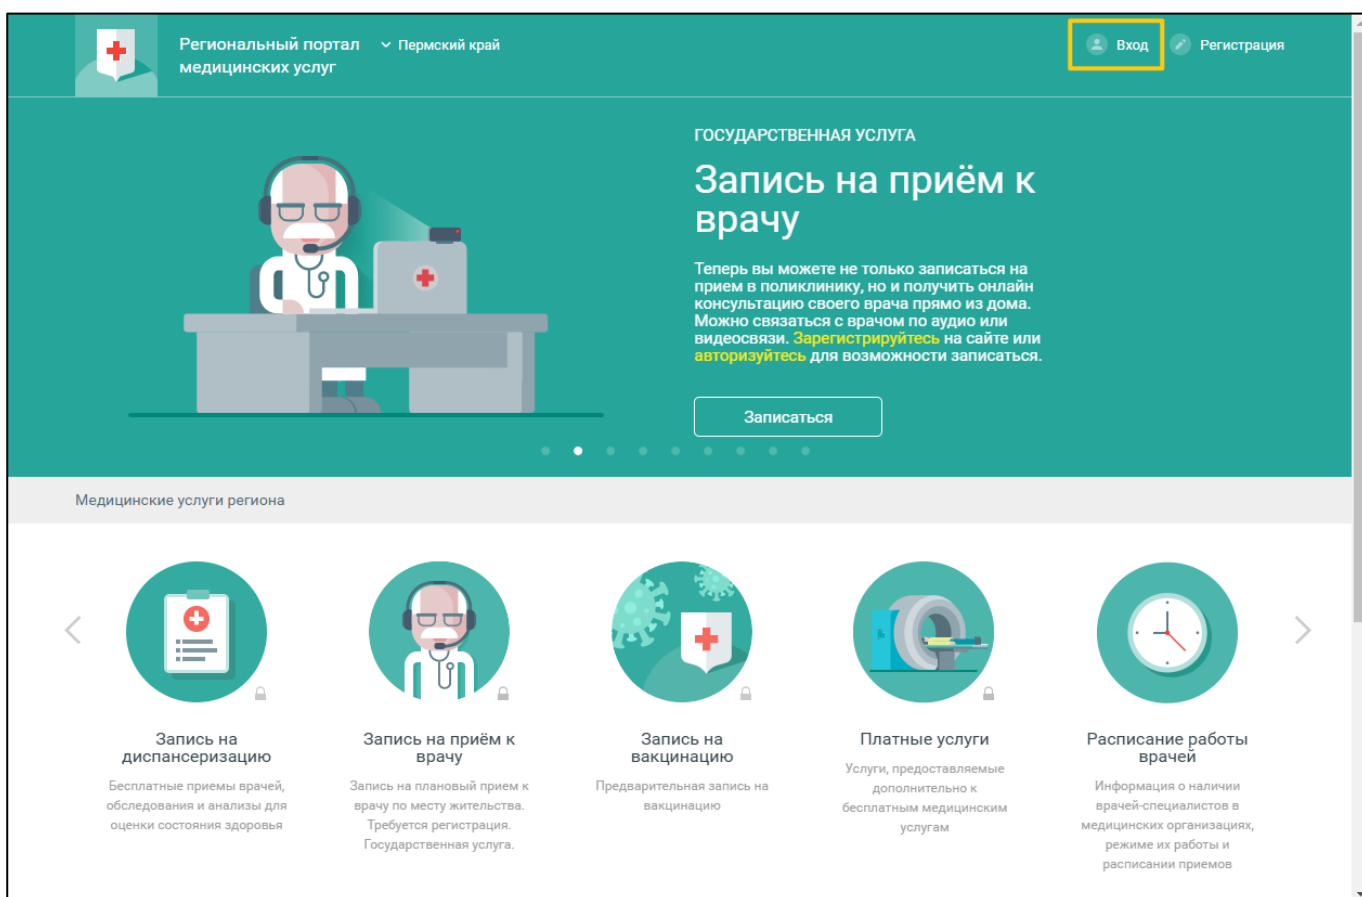 Региональный портал
медицинских услуг
Пермский край
Вход
Регистрация
ГОСУДАРСТВЕННАЯ УСЛУГА
Запись на приём к
врачу
Теперь вы можете не только записаться на
прием в поликлинику, но и получить онлайн
консультацию своего врача прямо из дома.
Можно связаться с врачом по аудио или
видеосвязи. Зарегистрируйтесь на сайте или
авторизуйтесь для возможности записаться.
Записаться
Медицинские услуги региона
Запись на
диспансеризацию
Бесплатные приемы врачей,
обследования и анализы для
оценки состояния здоровья
Запись на приём к
врачу
Запись на плановый прием к
врачу по месту жительства.
Требуется регистрация.
Государственная услуга.
Запись на
вакцинацию
Предварительная запись на
вакцинацию
Платные услуги
Услуги, предоставляемые
дополнительно к
бесплатным медицинским
услугам
Расписание работы
врачей
Информация о наличии
врачей-специалистов в
медицинских организациях,
режиме их работы и
расписании приемов